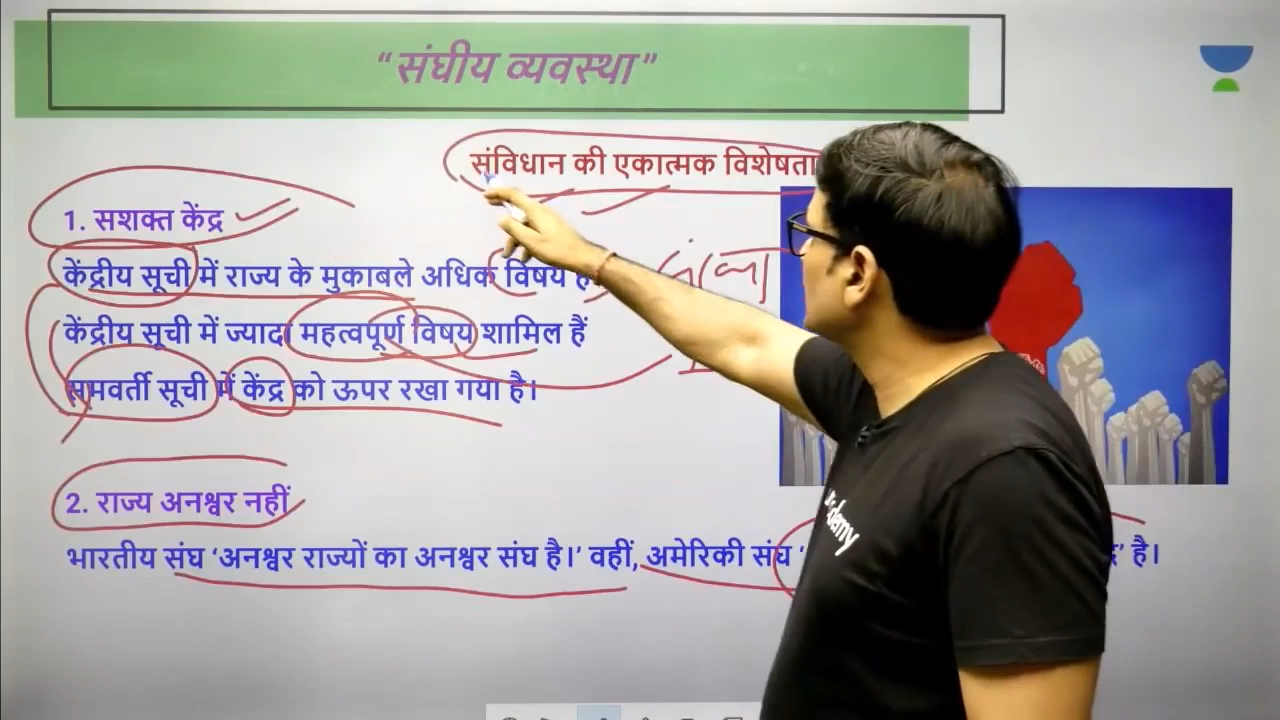 “संघीय व्यवस्था”
संविधान की एकात्मक विशेषता
1. सशक्त केंद्र
केंद्रीय सूची में राज्य के मुकाबले अधिक विषय
केंद्रीय सूची में ज्यादा महत्वपूर्ण विषय शामिल हैं
समवर्ती सूची में केंद्र को ऊपर रखा गया है।
2. राज्य अनश्वर नहीं
भारतीय संघ ‘अनश्वर राज्यों का अनश्वर संघ है।’ वहीं, अमेरिकी संघ ‘ ’ है।
demy